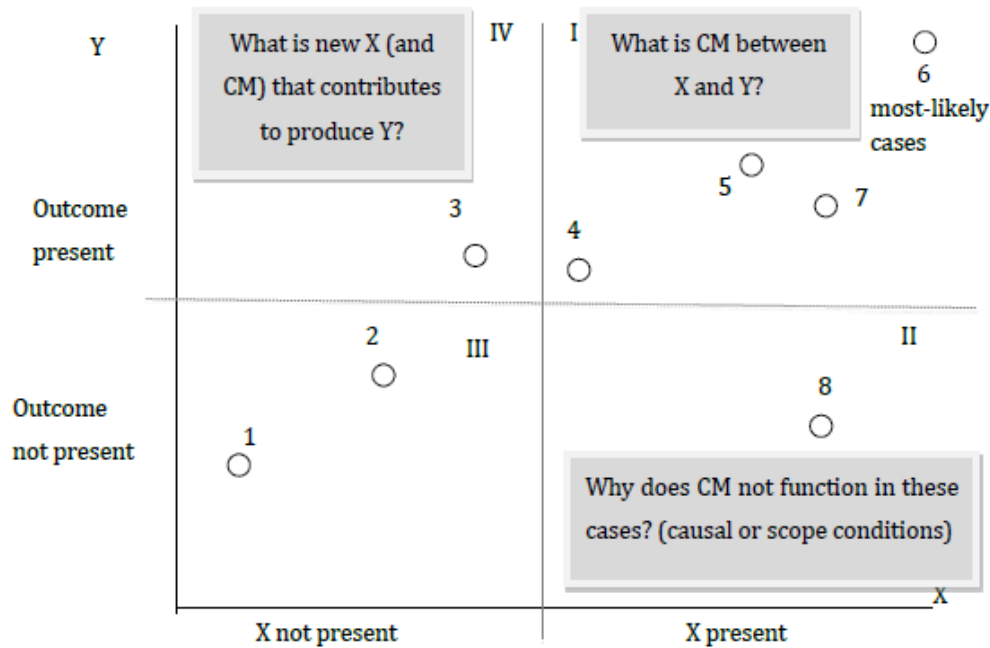 Y
What is new X (and
CM) that contributes
to produce Y?
IV
I
What is CM between
X and Y?
6
most-likely
cases
5
7
Outcome
present
3
4
2
III
II
8
Outcome
not present
1
Why does CM not function in these
cases? (causal or scope conditions)
X
X not present
X present